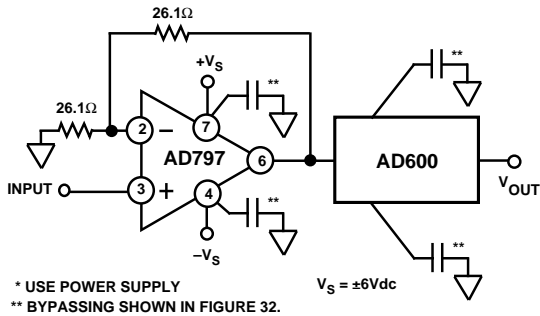 26.1Ω
+VS
**
**
26.1Ω
2
−
7
AD797
6
AD600
INPUT
3
+
4
**
VOUT
−VS
**
* USE POWER SUPPLY
VS = ±6Vdc
** BYPASSING SHOWN IN FIGURE 32.